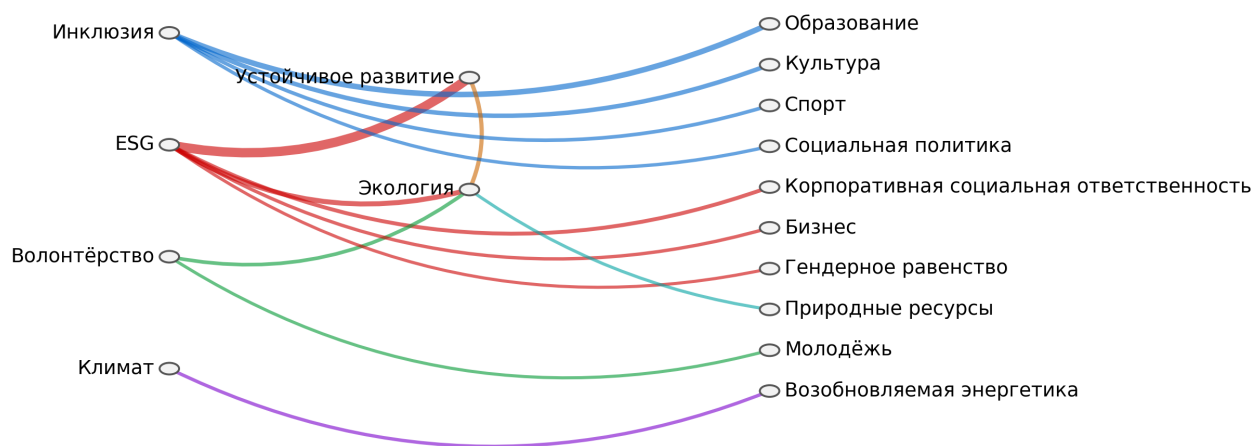 Инклюзия
ESG
Волонтёрство
Климат
Устойчивое развитие
Экология
Образование
Культура
Спорт
Социальная политика
Корпоративная социальная ответственность
Бизнес
Гендерное равенство
Природные ресурсы
Молодёжь
Возобновляемая энергетика